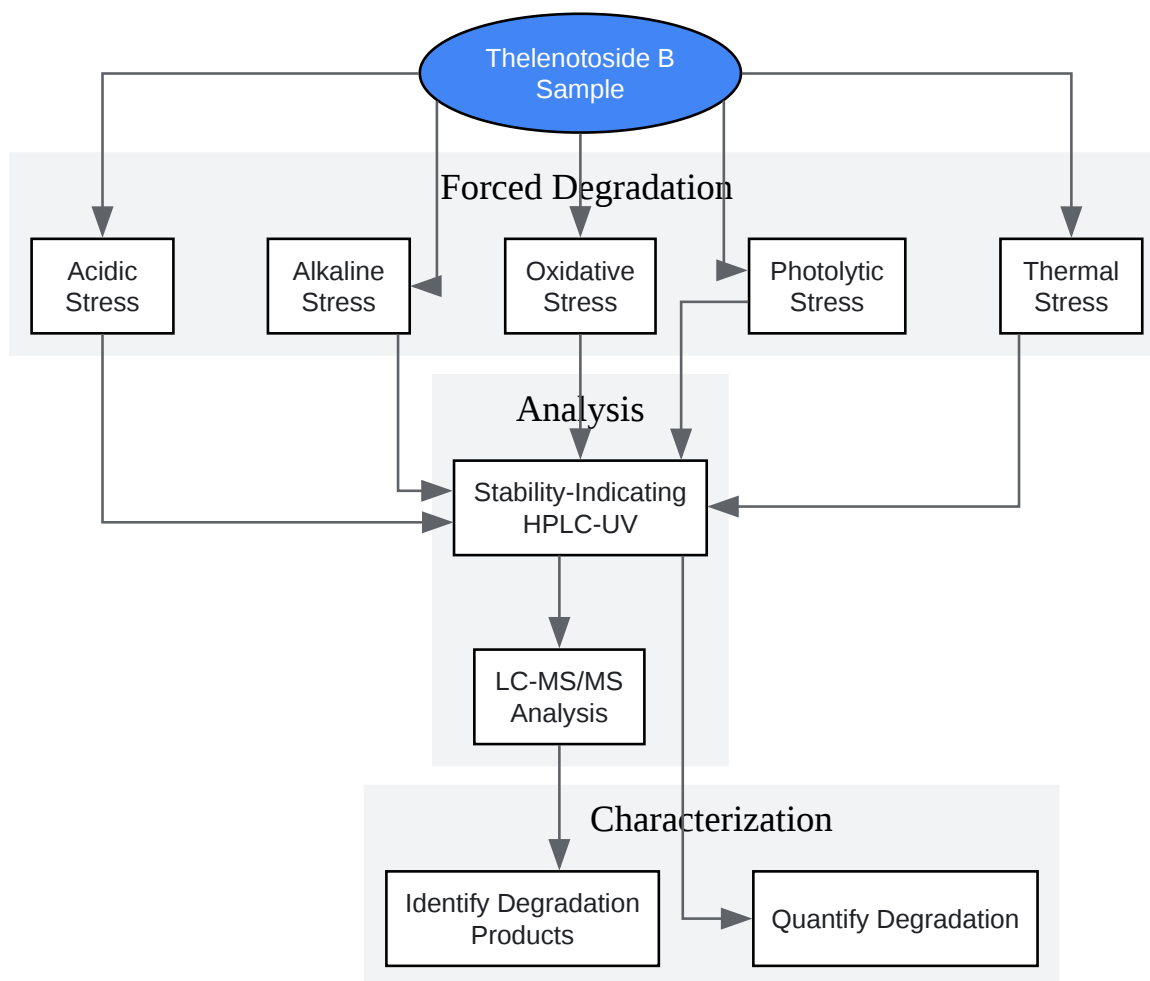 Thelenotoside B
Sample
Forced Degradation
Acidic
Stress
Alkaline
Stress
Oxidative
Stress
Photolytic
Stress
Thermal
Stress
Analysis
Stability-Indicating
HPLC-UV
LC-MS/MS
Analysis
Characterization
Identify Degradation
Products
Quantify Degradation